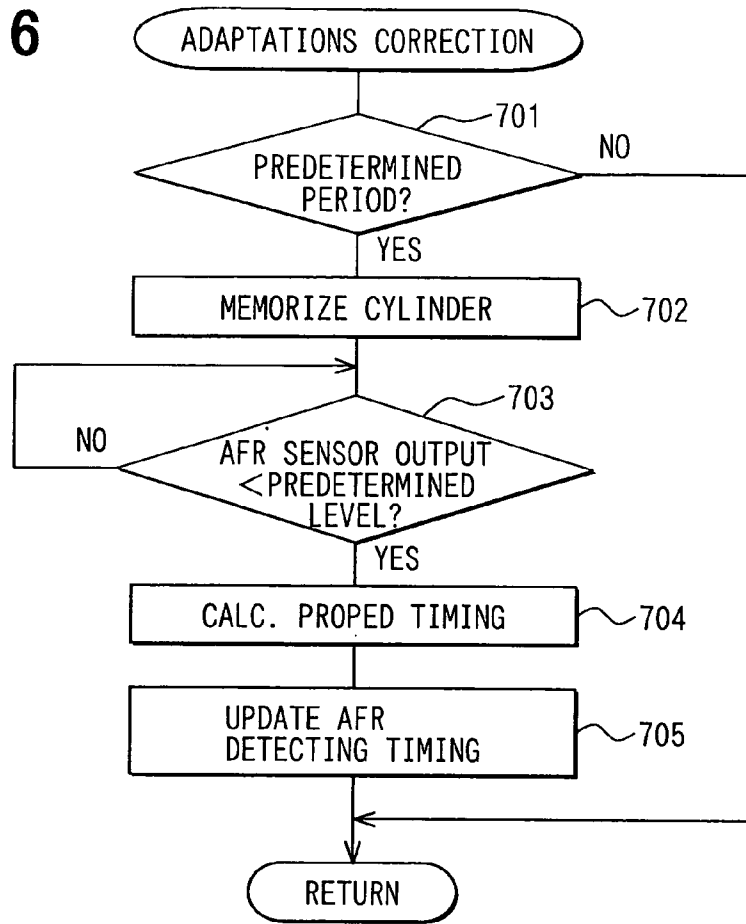 6
ADAPTATIONS CORRECTION
701
PREDETERMINED
PERIOD?
NO
YES
MEMORIZE CYLINDER
702
703
NO
AFR SENSOR OUTPUT
<PREDETERMINED
LEVEL?
YES
CALC. PROPED TIMING
704
UPDATE AFR
DETECTING TIMING
705
RETURN